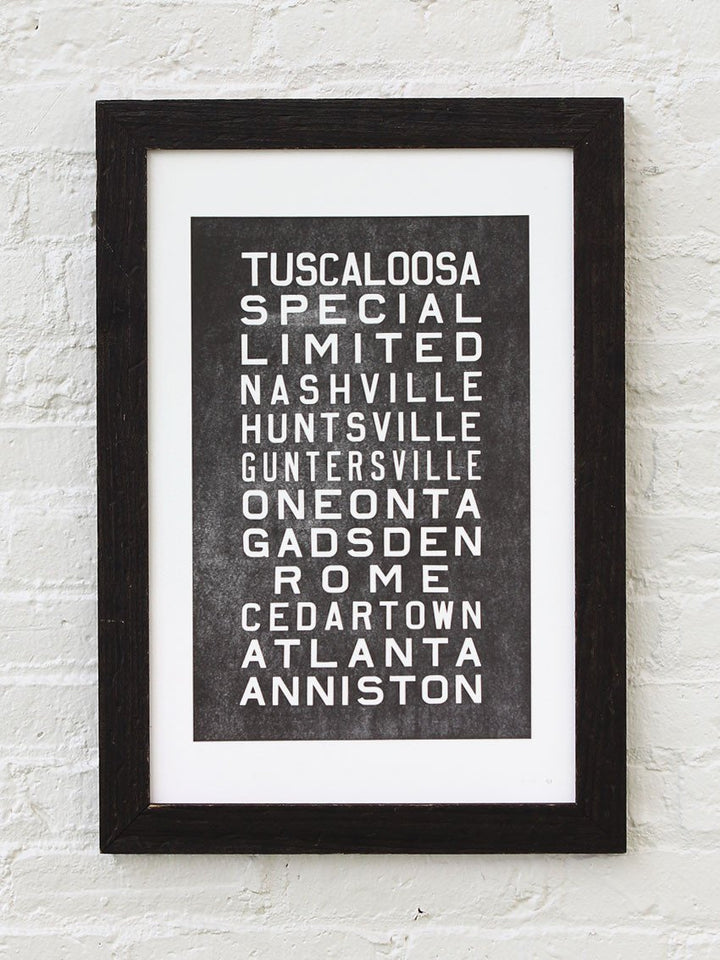 TUSCALOOSA
SPECIAL
LIMITED
NASHVILLE
HUNTSVILLE
GUNTERSVILLE
ONEONTA
GADSDEN
ROME
CEDARTOWN
ATLANTA
ANNISTON